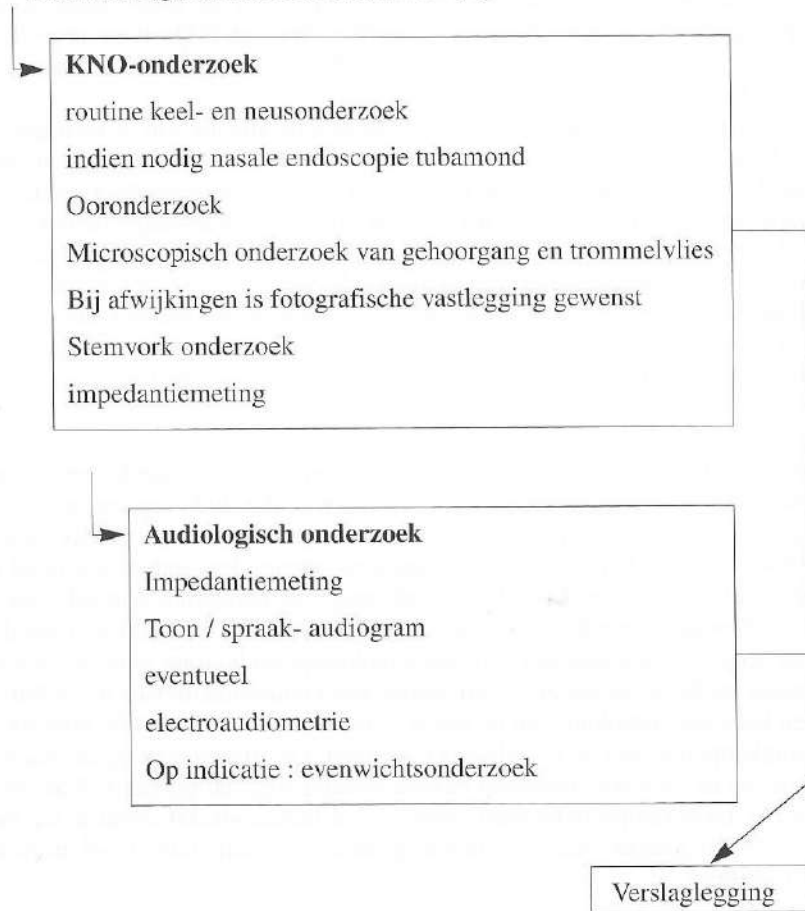 KNO-onderzoek
routine keel- en neusonderzoek
indien nodig nasale endoscopie tubamond
Ooronderzoek
Microscopisch onderzoek van gehoorgang en trommelvlies
Bij afwijkingen is fotografische vastlegging gewenst
Stemvork onderzoek
impedantiemeting
Audiologisch onderzoek
Impedantiemeting
Toon / spraak- audiogram
eventueel
electroaudiometrie
Op indicatie : evenwichtsonderzoek
Verslaglegging